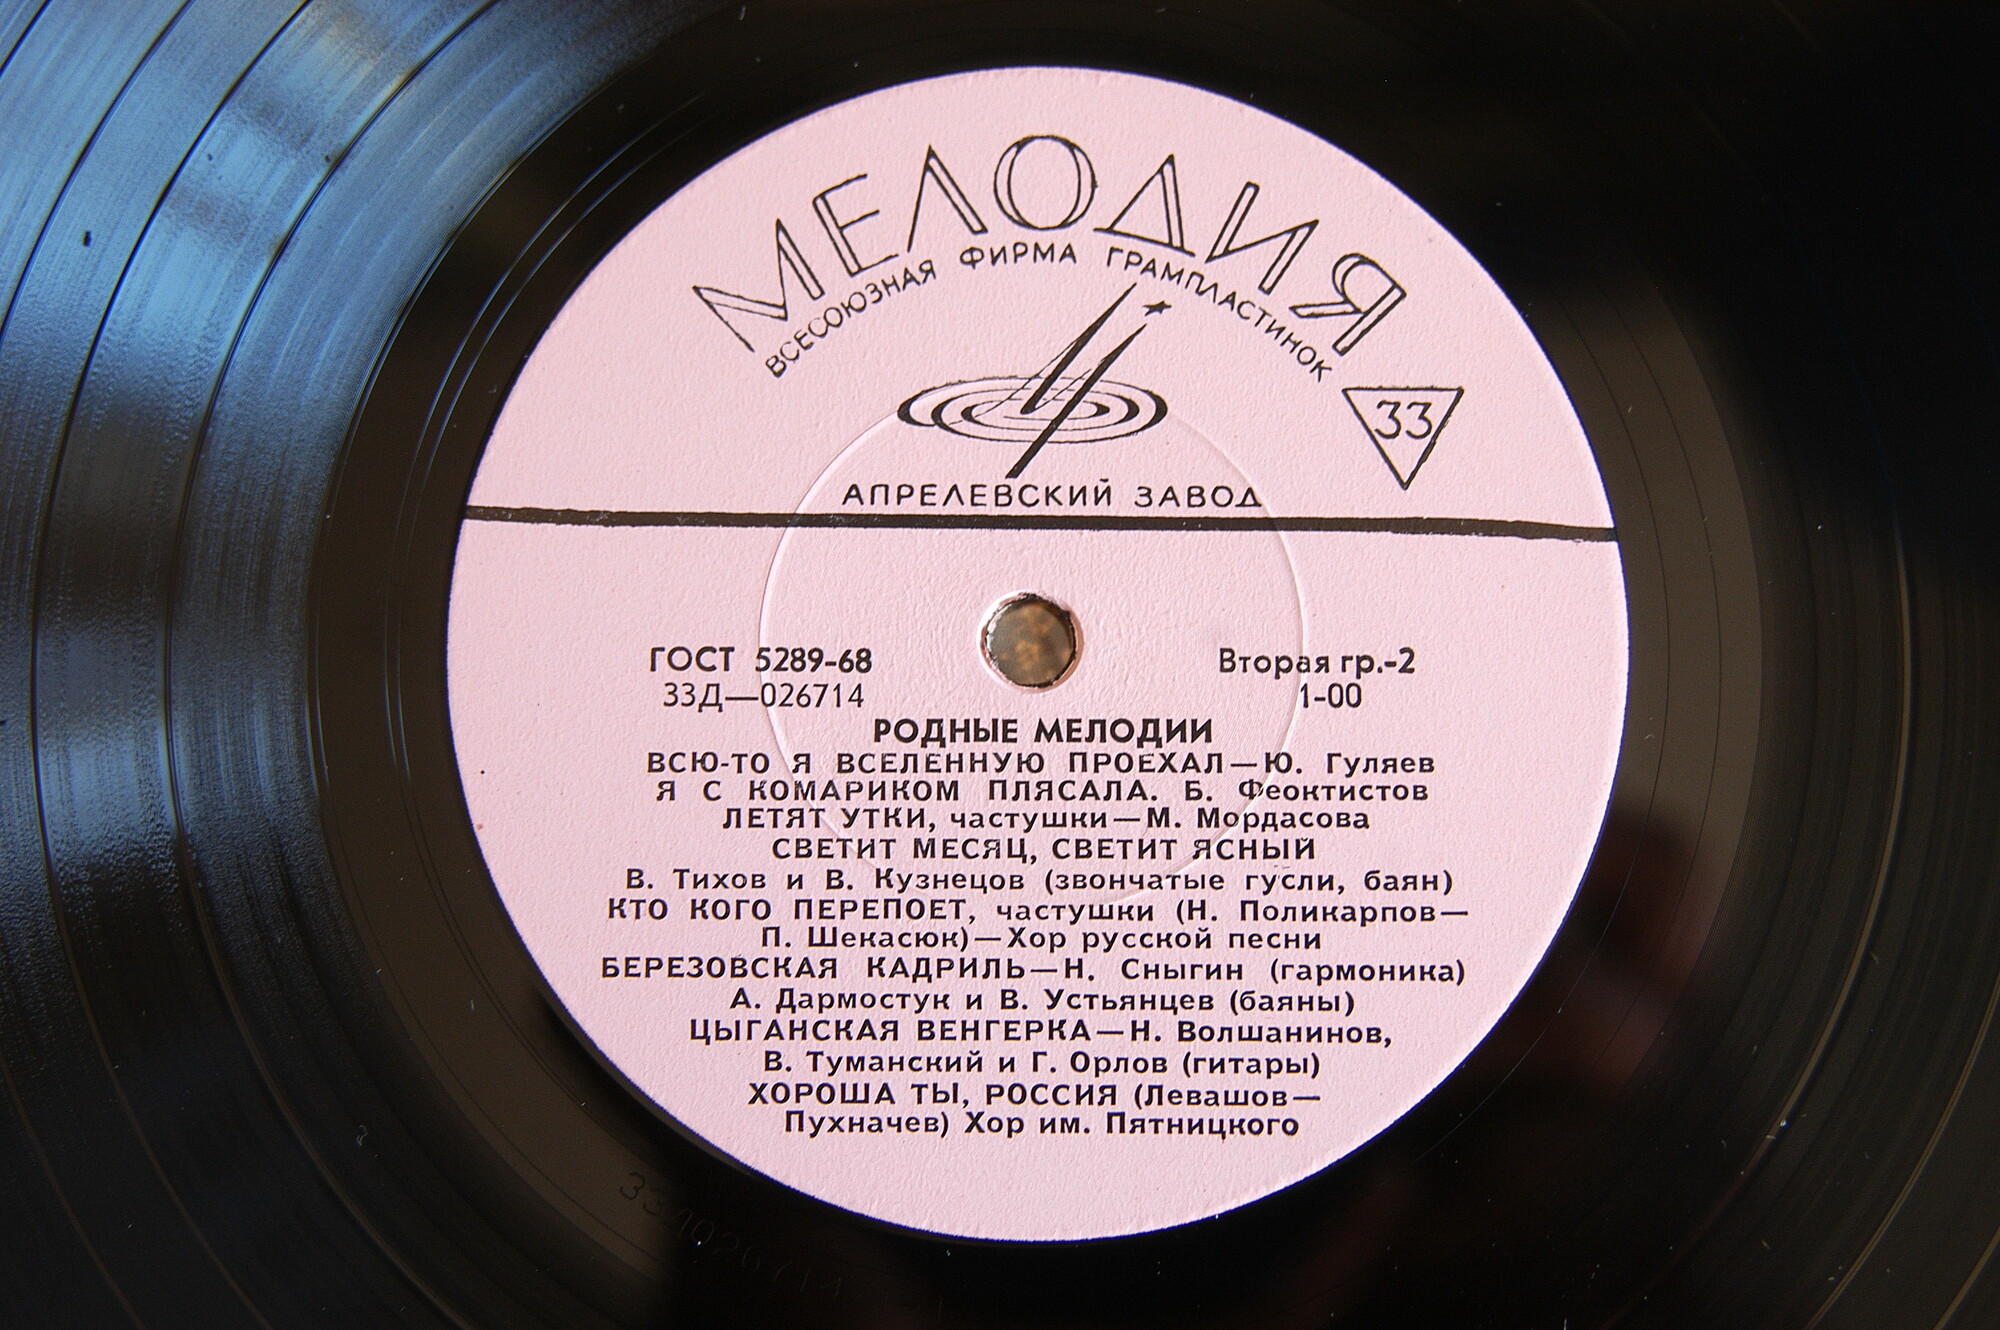 МЕЛОДИЯ
ВСЕСОЮЗНАЯ ФИРМА ГРАМПЛАСТИНОК
33
АПРЕЛЕВСКИЙ ЗАВОД
ГОСТ 5289-68 Вторая гр.-2
33Д—026714 1-00
РОДНЫЕ МЕЛОДИИ
ВСЮ-ТО Я ВСЕЛЕННУЮ ПРОЕХАЛ—Ю. Гуляев
Я С КОМАРИКОМ ПЛЯСАЛА. Б. Феоктистов
ЛЕТЯТ УТКИ, частушки—М. Мордасова
СВЕТИТ МЕСЯЦ, СВЕТИТ ЯСНЫЙ
В. Тихов и В. Кузнецов (звончатые гусли, баян)
КТО КОГО ПЕРЕПОЕТ, частушки (Н. Поликарпов—
П. Шекасюк)—Хор русской песни
БЕРЕЗОВСКАЯ КАДРИЛЬ—Н. Сныгин (гармоника)
А. Дармостук и В. Устьянцев (баяны)
ЦЫГАНСКАЯ ВЕНГЕРКА—Н. Волшанинов,
В. Туманский и Г. Орлов (гитары)
ХОРОША ТЫ, РОССИЯ (Левашов—
Пухначев) Хор им. Пятницкого